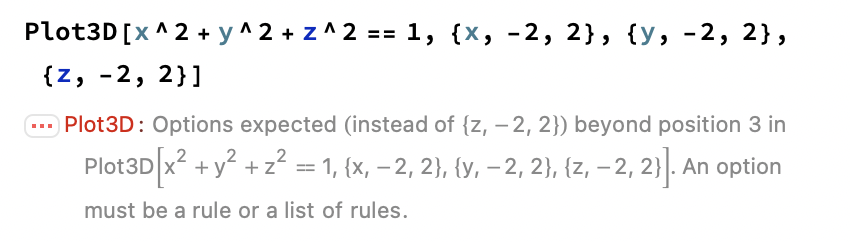 Plot3D[x^2 + y^2 + z^2 == 1, {x, -2, 2}, {y, -2, 2},
{z, -2, 2}]
Plot3D: Options expected (instead of {z, −2, 2}) beyond position 3 in
Plot3D[x² + y² + z² == 1, {x, −2, 2}, {y, −2, 2}, {z, −2, 2}]. An option
must be a rule or a list of rules.